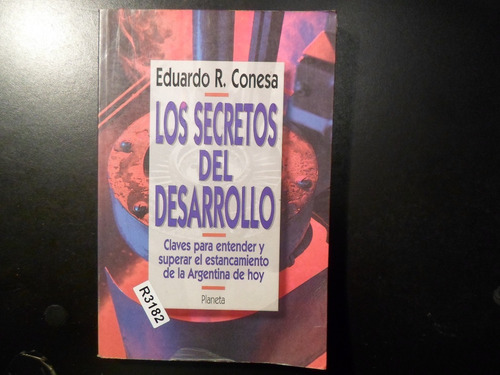 Eduardo R. Conesa
LOS SECRETOS
DEL
DESARROLLO
Claves para entender y
superar el estancamiento
de la Argentina de hoy
Planeta
R3182